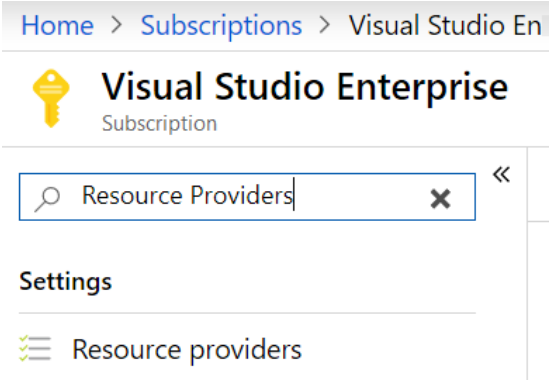 Home > Subscriptions > Visual Studio En
Visual Studio Enterprise
Subscription
Resource Providers
Settings
Resource providers